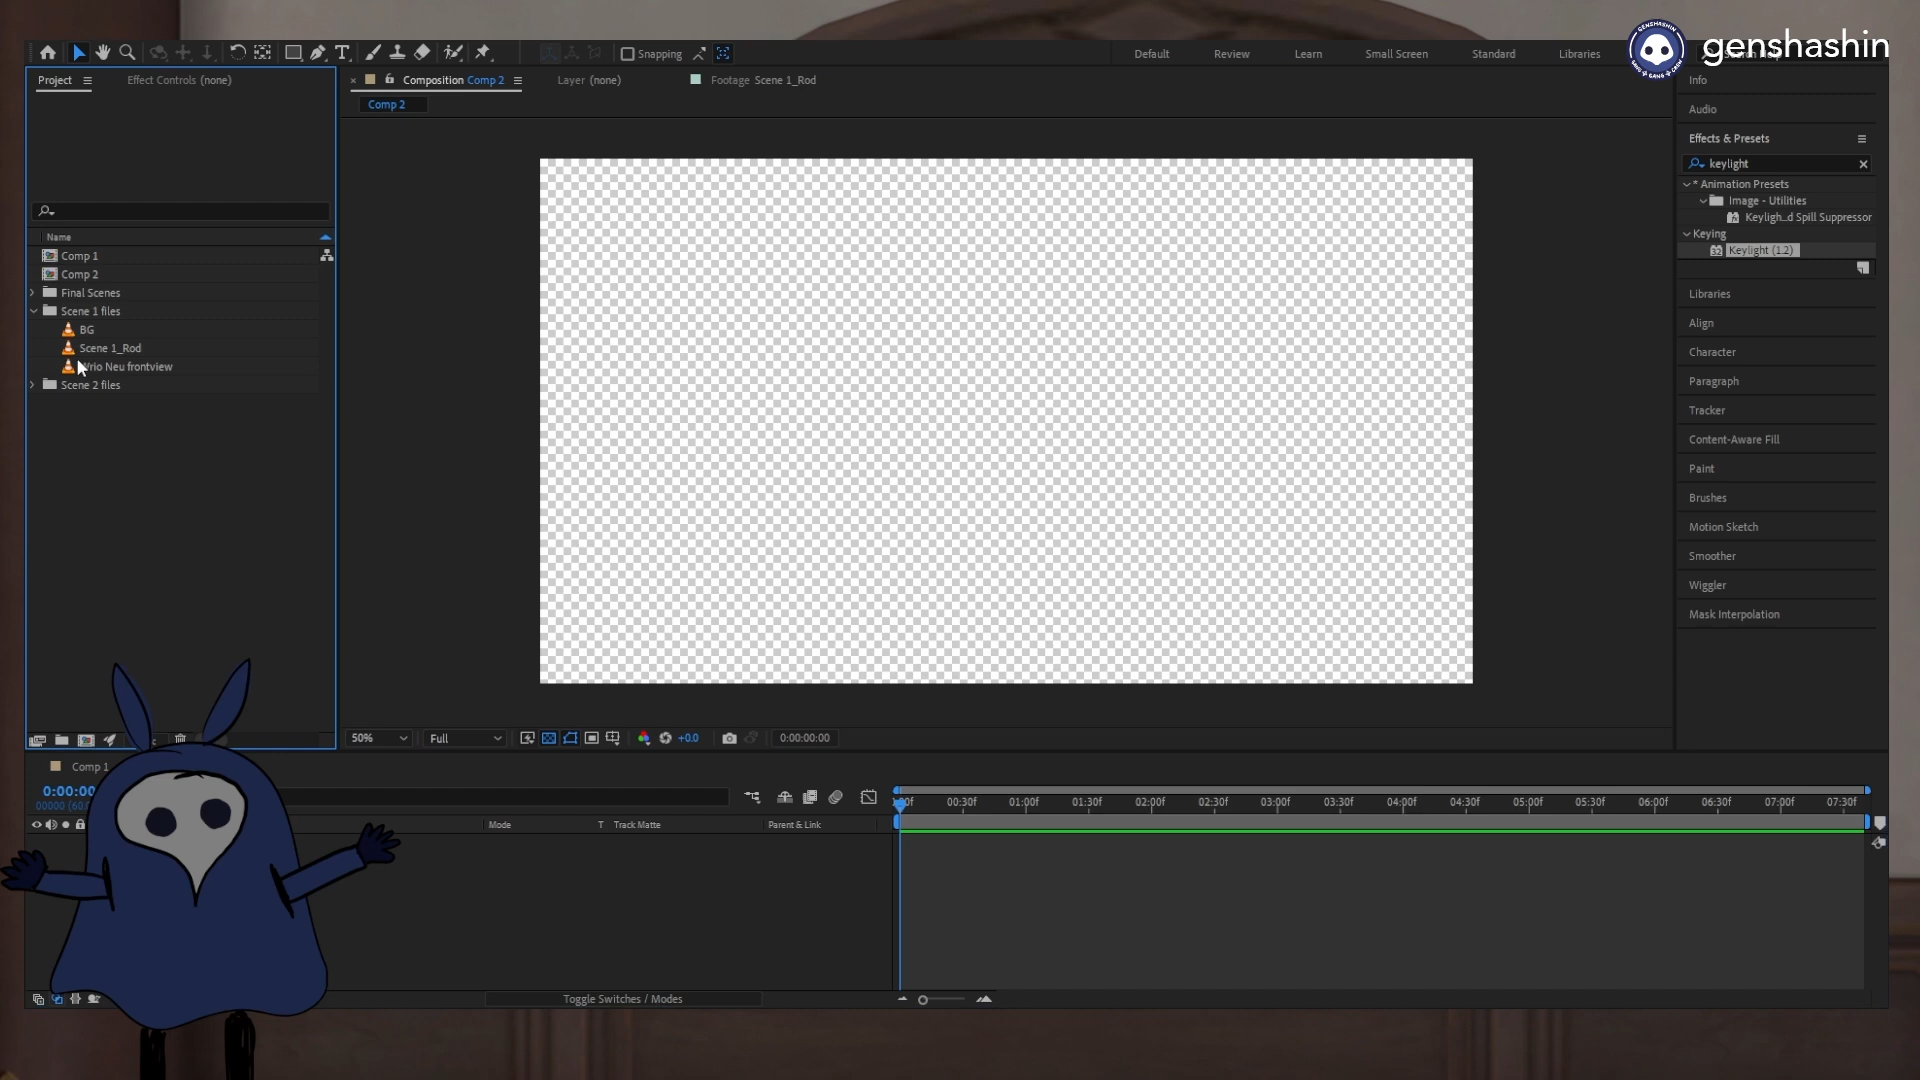 genshashin
Snapping
Default
Review
Learn
Small Screen
Standard
Libraries
Project
Effect Controls (none)
Composition Comp 2
Layer (none)
Footage Scene 1_Rod
Comp 2
Name
Comp 1
Comp 2
Final Scenes
Scene 1 files
BG
Scene 1_Rod
Neu frontview
Scene 2 files
Info
Audio
Effects & Presets
keylight
* Animation Presets
Image - Utilities
Keyligh...d Spill Suppressor
Keying
Keylight (1.2)
Libraries
Align
Character
Paragraph
Tracker
Content-Aware Fill
Paint
Brushes
Motion Sketch
Smoother
Wiggler
Mask Interpolation
50%
Full
+0.0
0:00:00:00
Comp 1
0:00:00
00000 (60.
Mode
T
Track Matte
Parent & Link
00:30f
01:00f
01:30f
02:00f
02:30f
03:00f
03:30f
04:00f
04:30f
05:00f
05:30f
06:00f
06:30f
07:00f
07:30f
Toggle Switches / Modes